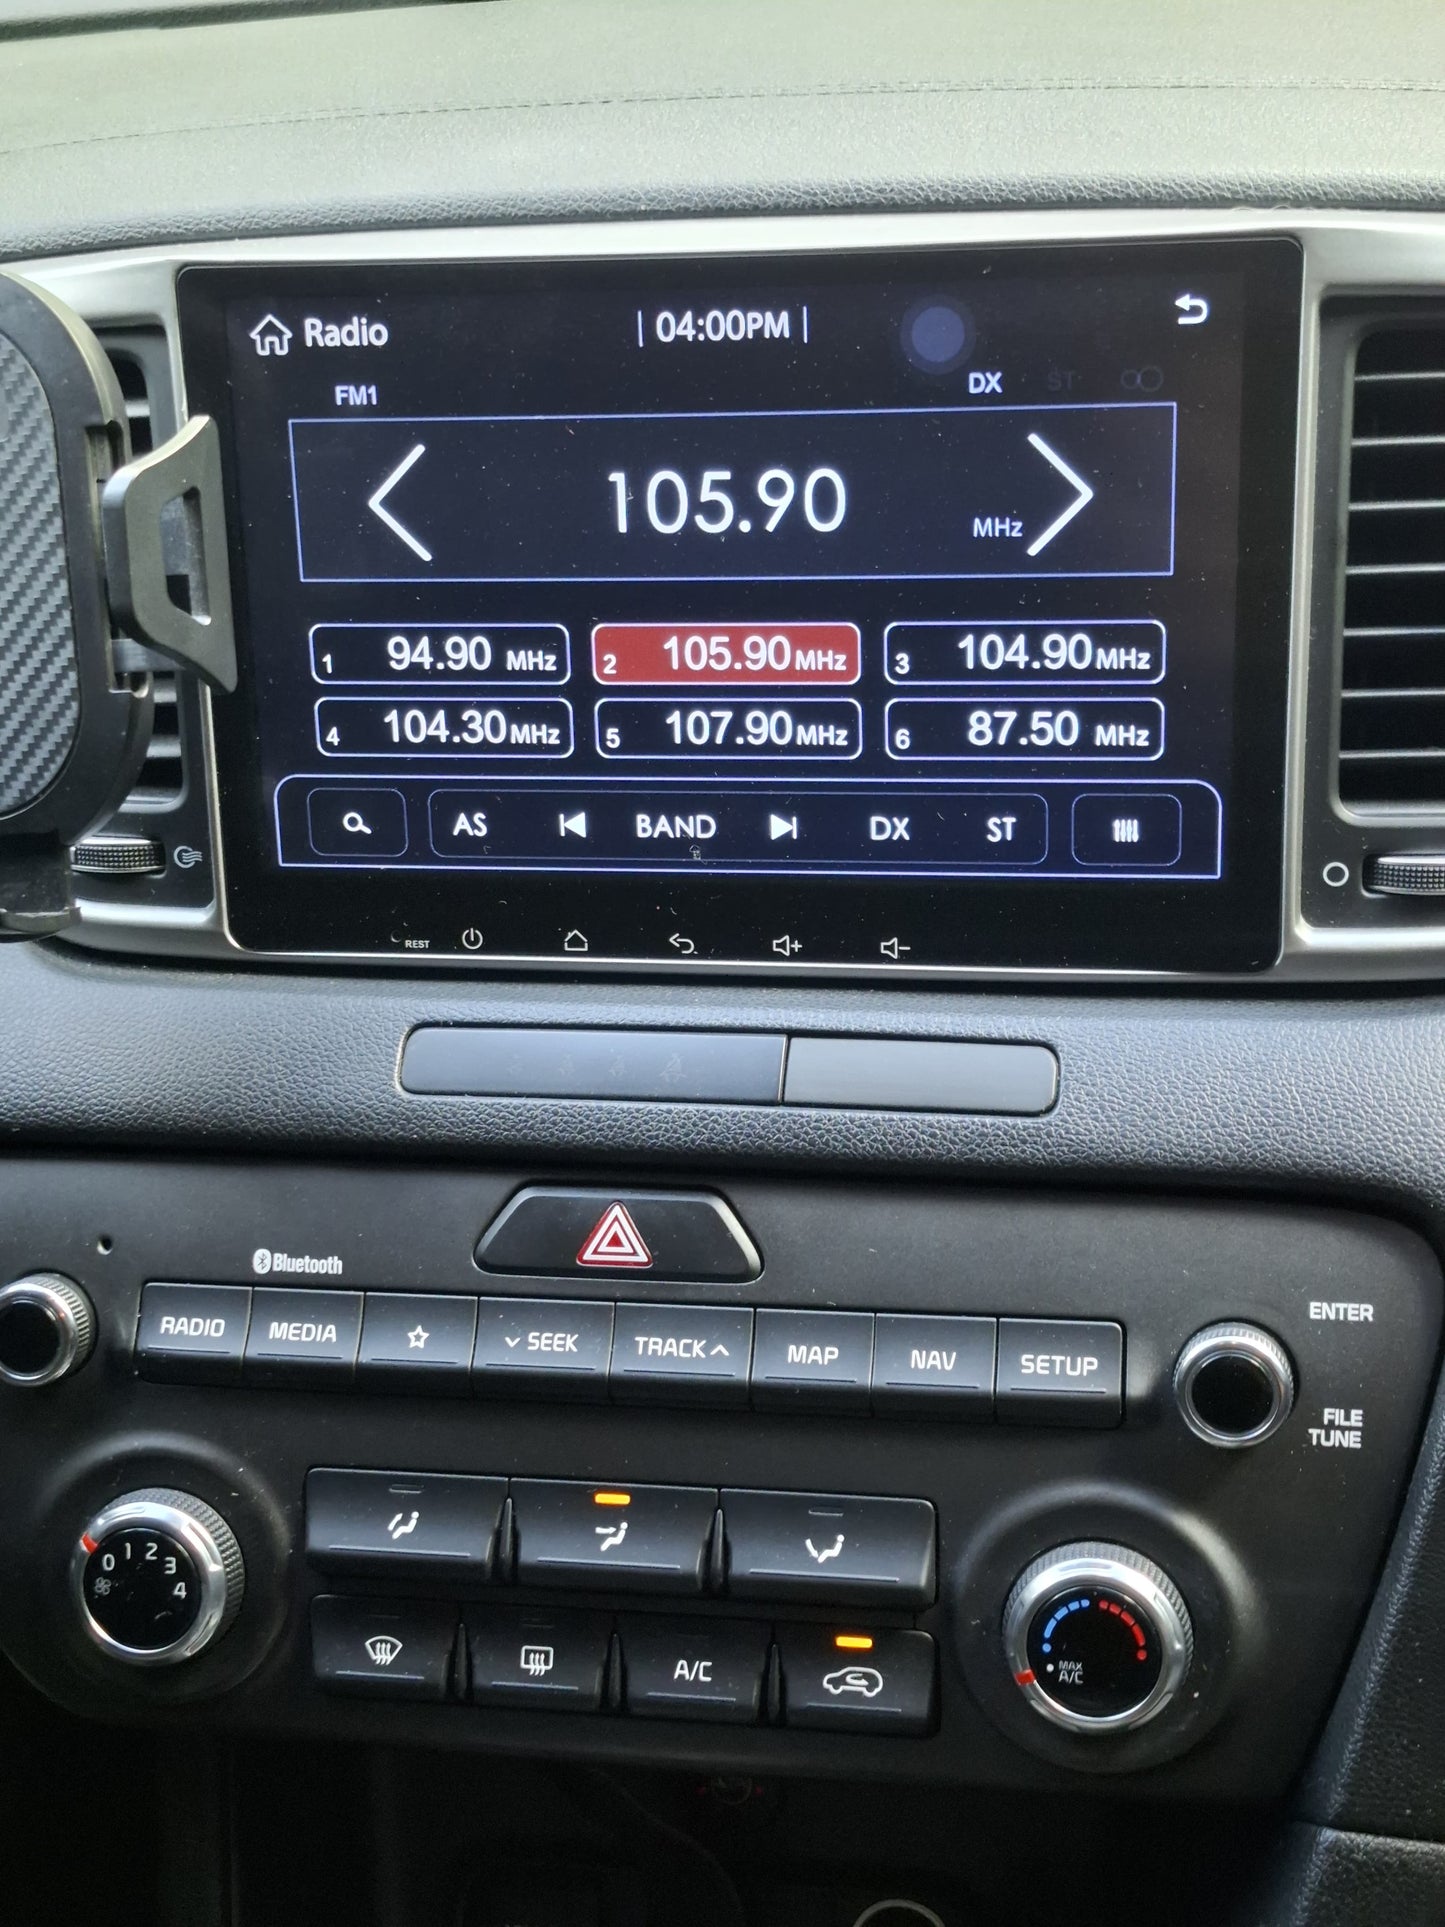 Radio
| 04:00PM |
FM1
DX ST
105.90
MHz
1 94.90 MHz
2 105.90 MHz
3 104.90 MHz
4 104.30 MHz
5 107.90 MHz
6 87.50 MHz
AS BAND DX ST
REST
Bluetooth
RADIO MEDIA SEEK TRACK MAP NAV SETUP
ENTER
FILE
TUNE
0 1 2 3 4
A/C
MAX
A/C